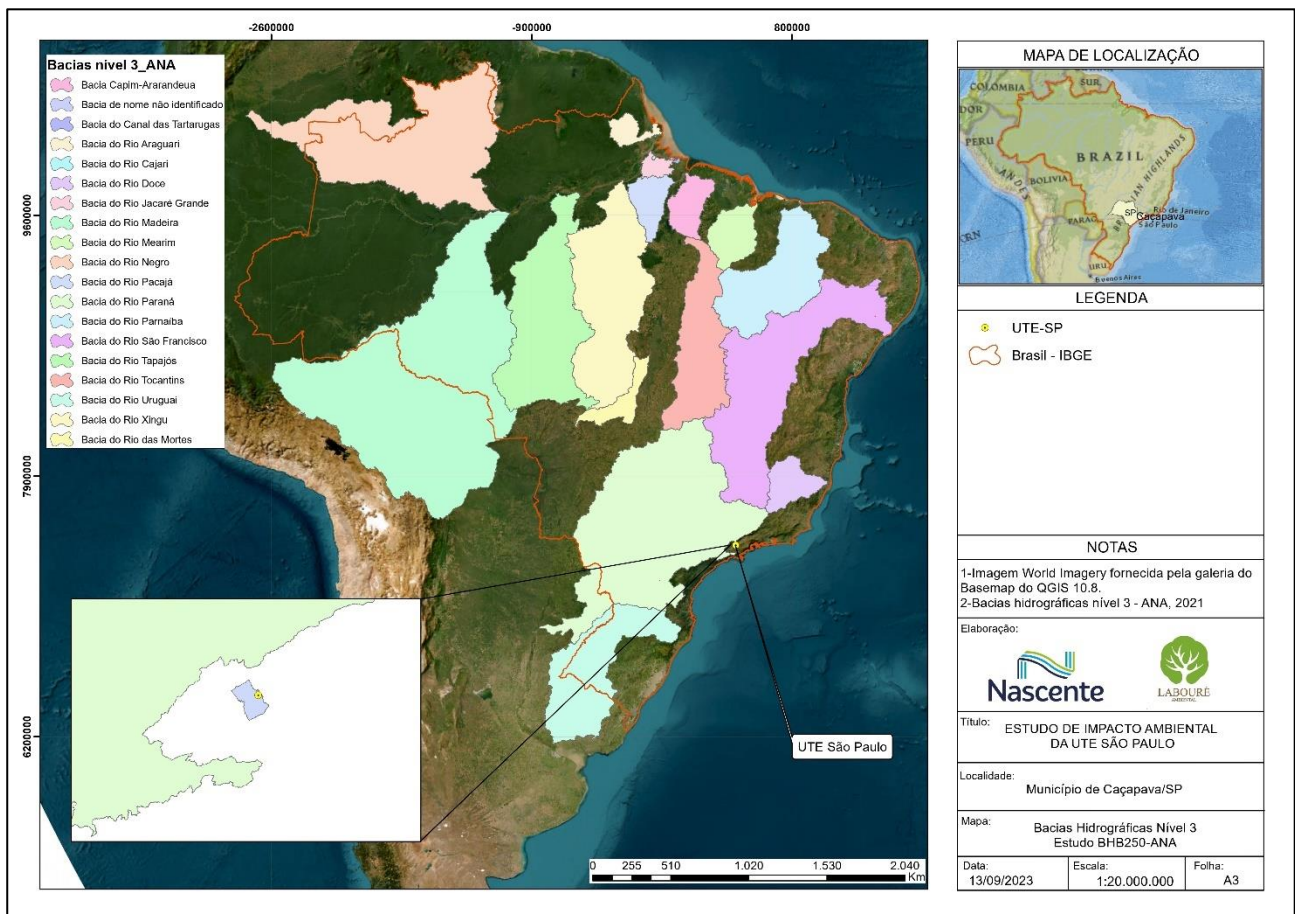 -2600000
-900000
800000
9600000
7900000
6200000
Bacias nível 3_ANA
Bacia Capim-Ararandeua
Bacia de nome não identificado
Bacia do Canal das Tartarugas
Bacia do Rio Araguari
Bacia do Rio Cajari
Bacia do Rio Doce
Bacia do Rio Jacaré Grande
Bacia do Rio Madeira
Bacia do Rio Mearim
Bacia do Rio Negro
Bacia do Rio Pacajá
Bacia do Rio Paraná
Bacia do Rio Parnaíba
Bacia do Rio São Francisco
Bacia do Rio Tapajós
Bacia do Rio Tocantins
Bacia do Rio Uruguai
Bacia do Rio Xingu
Bacia do Rio das Mortes
UTE São Paulo
0 255 510 1.020 1.530 2.040
Km
MAPA DE LOCALIZAÇÃO
COLOMBIA
SUR.
DOR
PERU
BRAZIL
BRAZILIAN HIGHLANDS
ANDES
BOLIVIA
PARAG
SP
Rio de Janeiro
Caçapava
São Paulo
RN
URU
Buenos Aires
LEGENDA
UTE-SP
Brasil - IBGE
NOTAS
1-Imagem World Imagery fornecida pela galeria do
Basemap do QGIS 10.8.
2-Bacias hidrográficas nível 3 - ANA, 2021
Elaboração:
Nascente
LABOURÉ
AMBIENTAL
Título:
ESTUDO DE IMPACTO AMBIENTAL
DA UTE SÃO PAULO
Localidade:
Município de Caçapava/SP
Mapa:
Bacias Hidrográficas Nível 3
Estudo BHB250-ANA
Data:
13/09/2023
Escala:
1:20.000.000
Folha:
A3